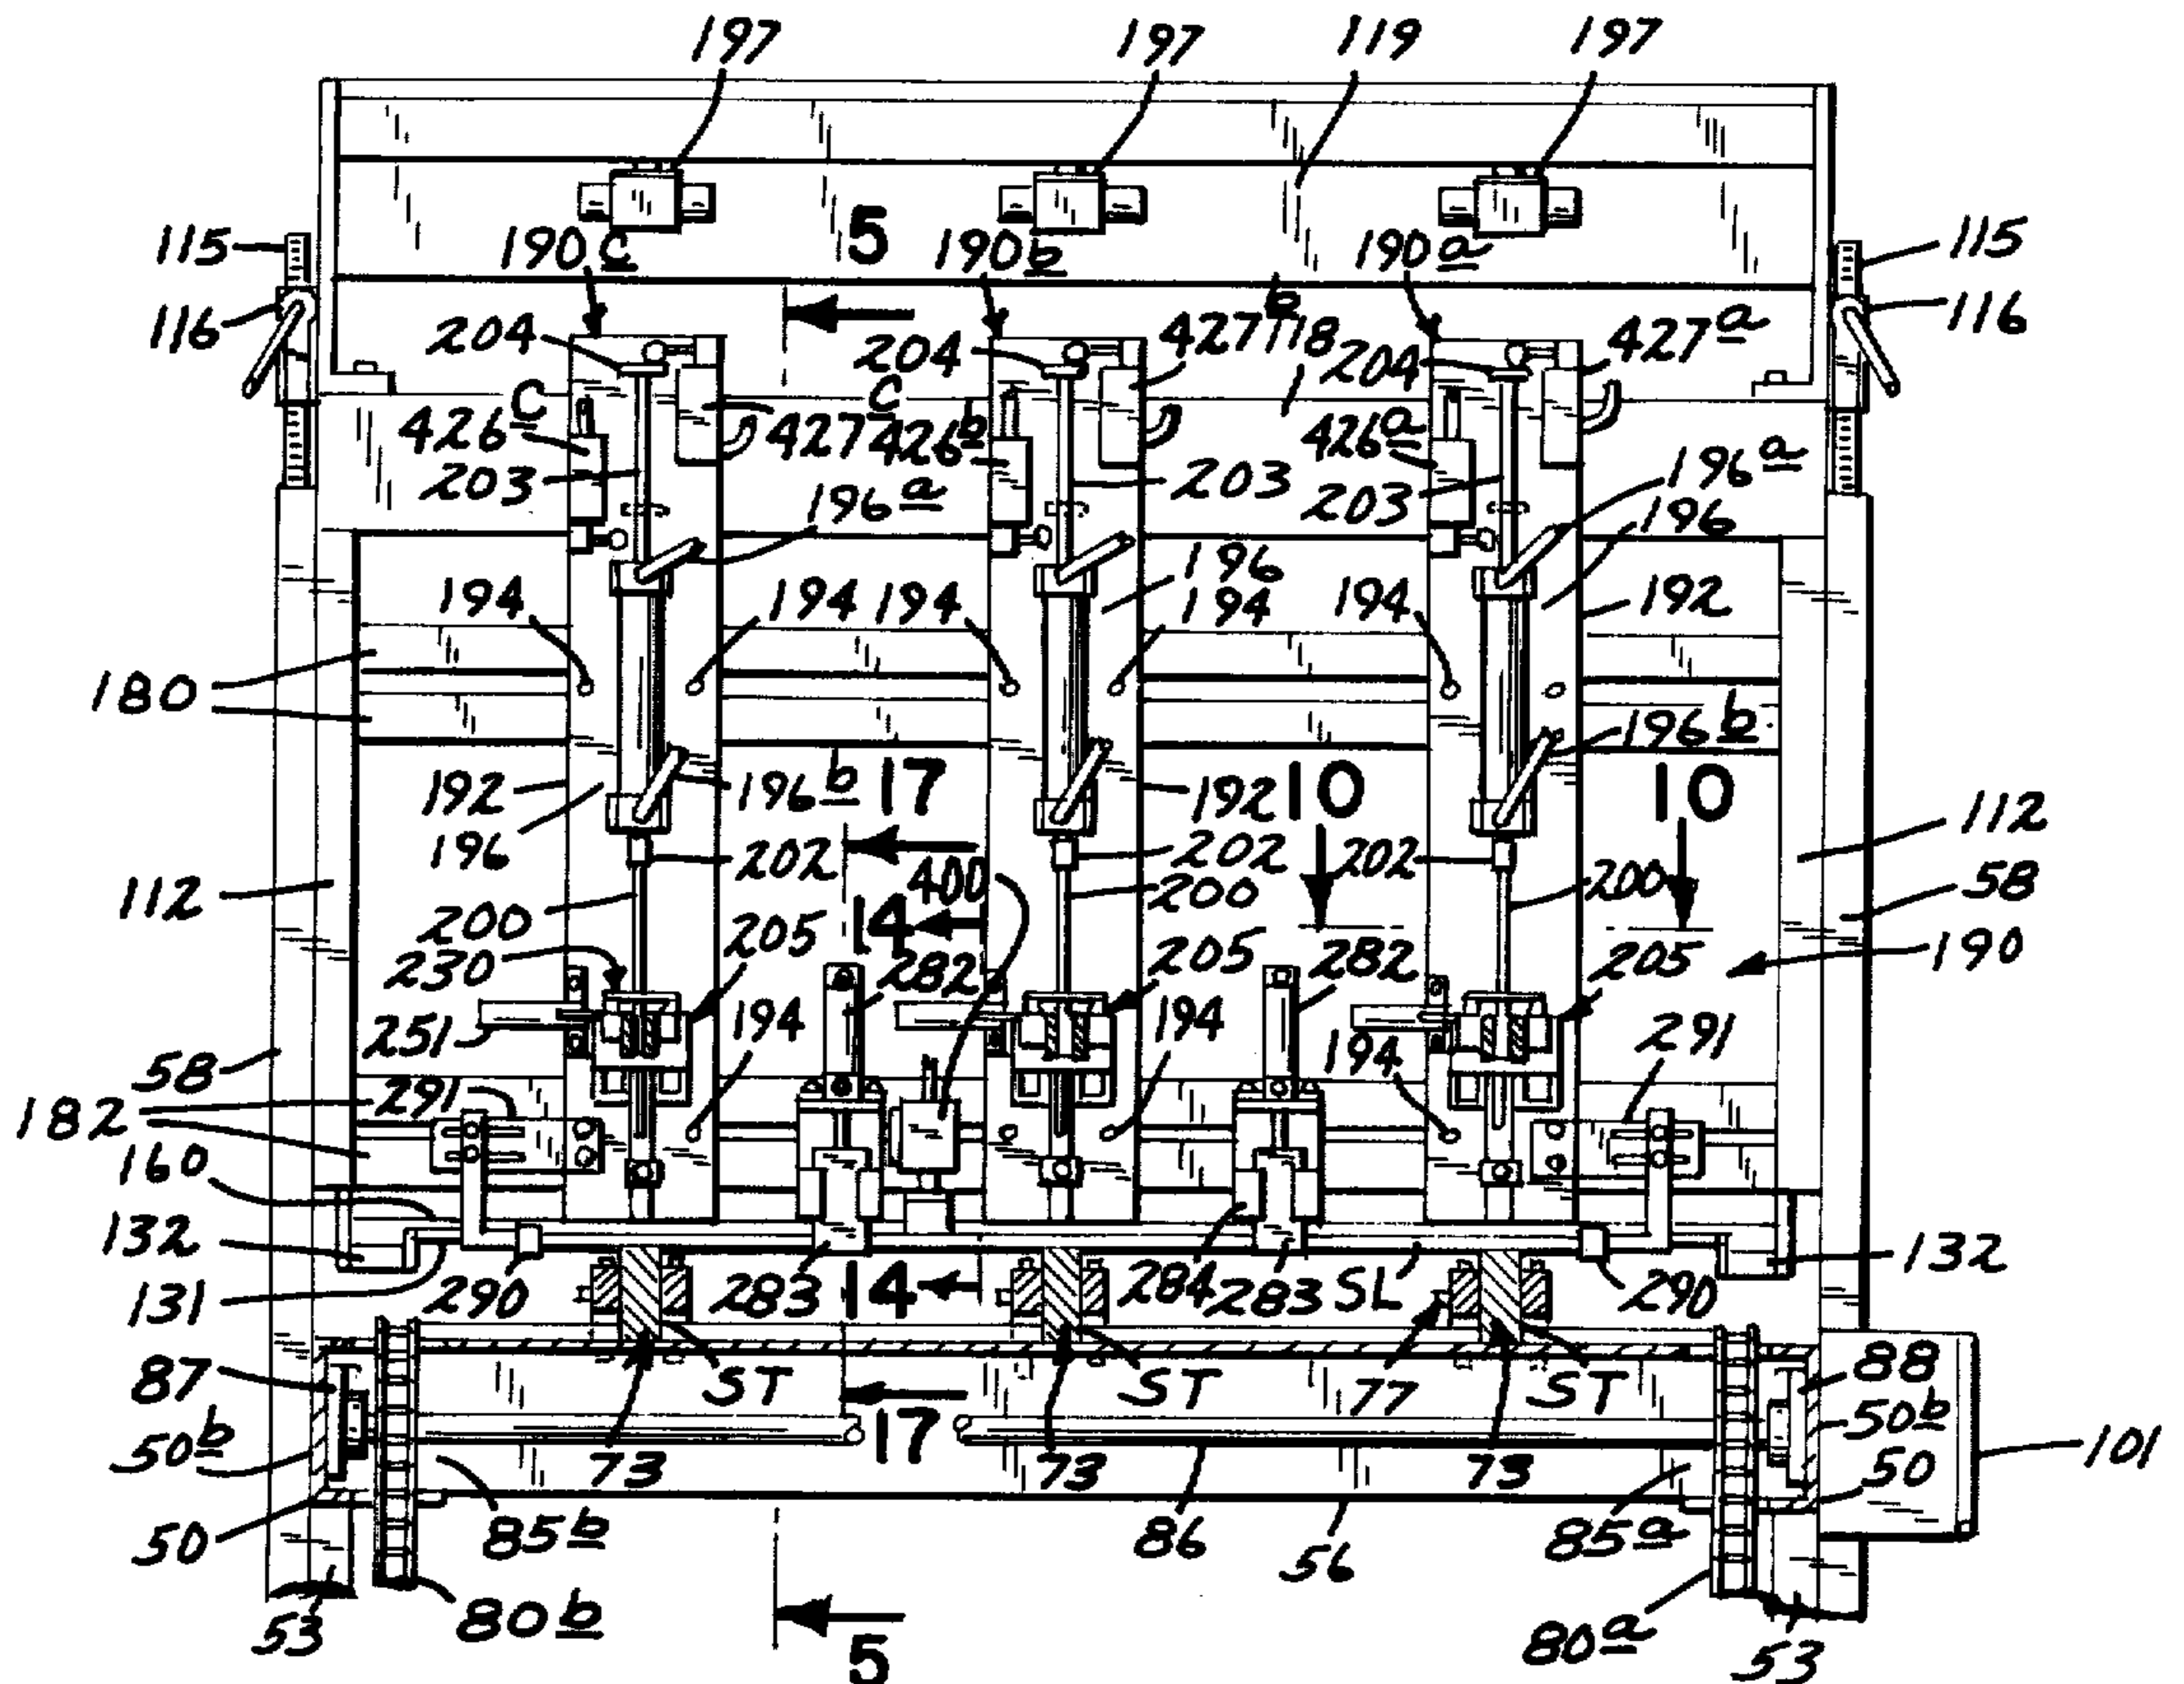 197 197 119 197
115 190c 5 190b 190a 115
116 204 204 427b 118 204 427a 116
426c 427c 426b 426a
203 196a 203 203 196a
196
194 194 194 196 194 194 192
180
192 196b 17 192 10 196b 10
196 202 400 202 202 112
112 200 14 200 200 58
230 205 282 205 282 205 190
251 194 194 194 291
58
182 291
160
132 132
131 290 283 14 284 283 SL 290
87 ST ST 77 ST 88
50b 17 50b
73 73 73 101
50 85b 86 56 85a 50
53 80b 80a 53
5